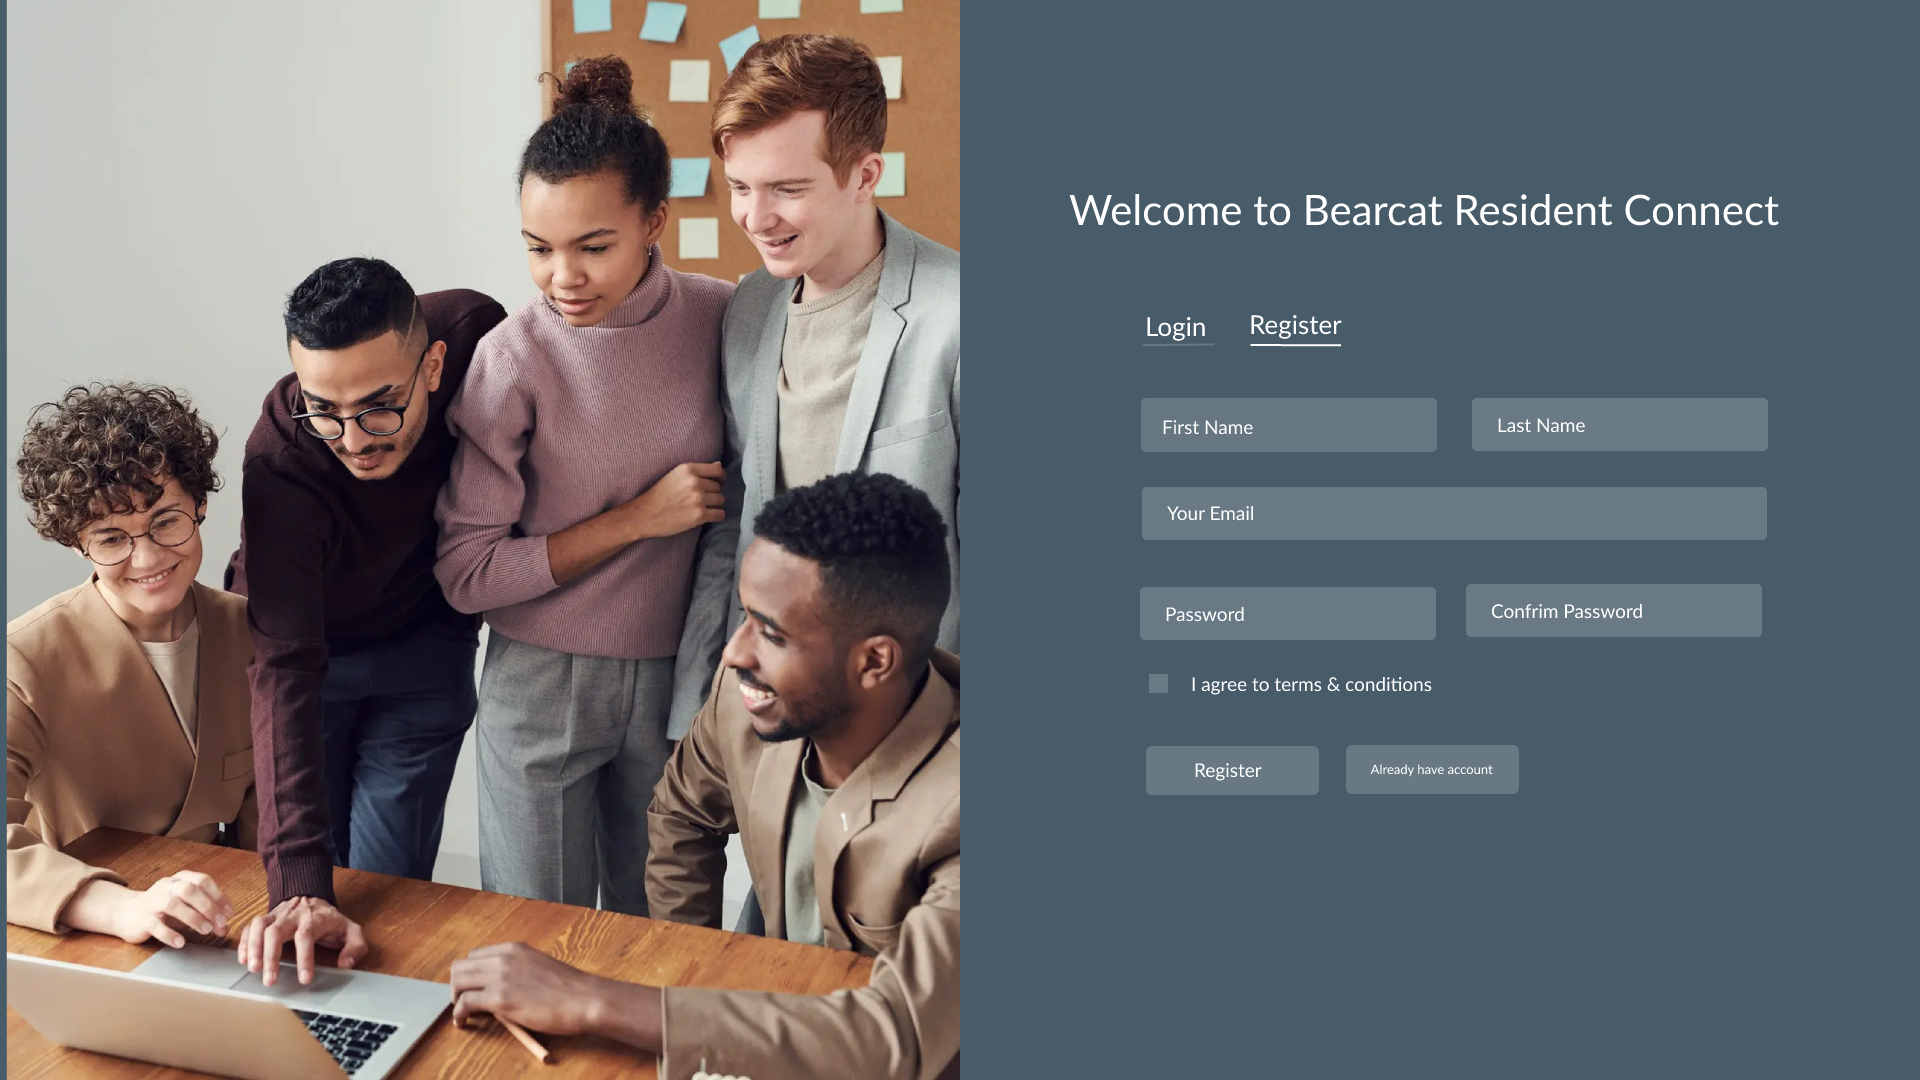 Welcome to Bearcat Resident Connect
Login Register
First Name Last Name
Your Email
Password Confrim Password
I agree to terms & conditions
Register Already have account